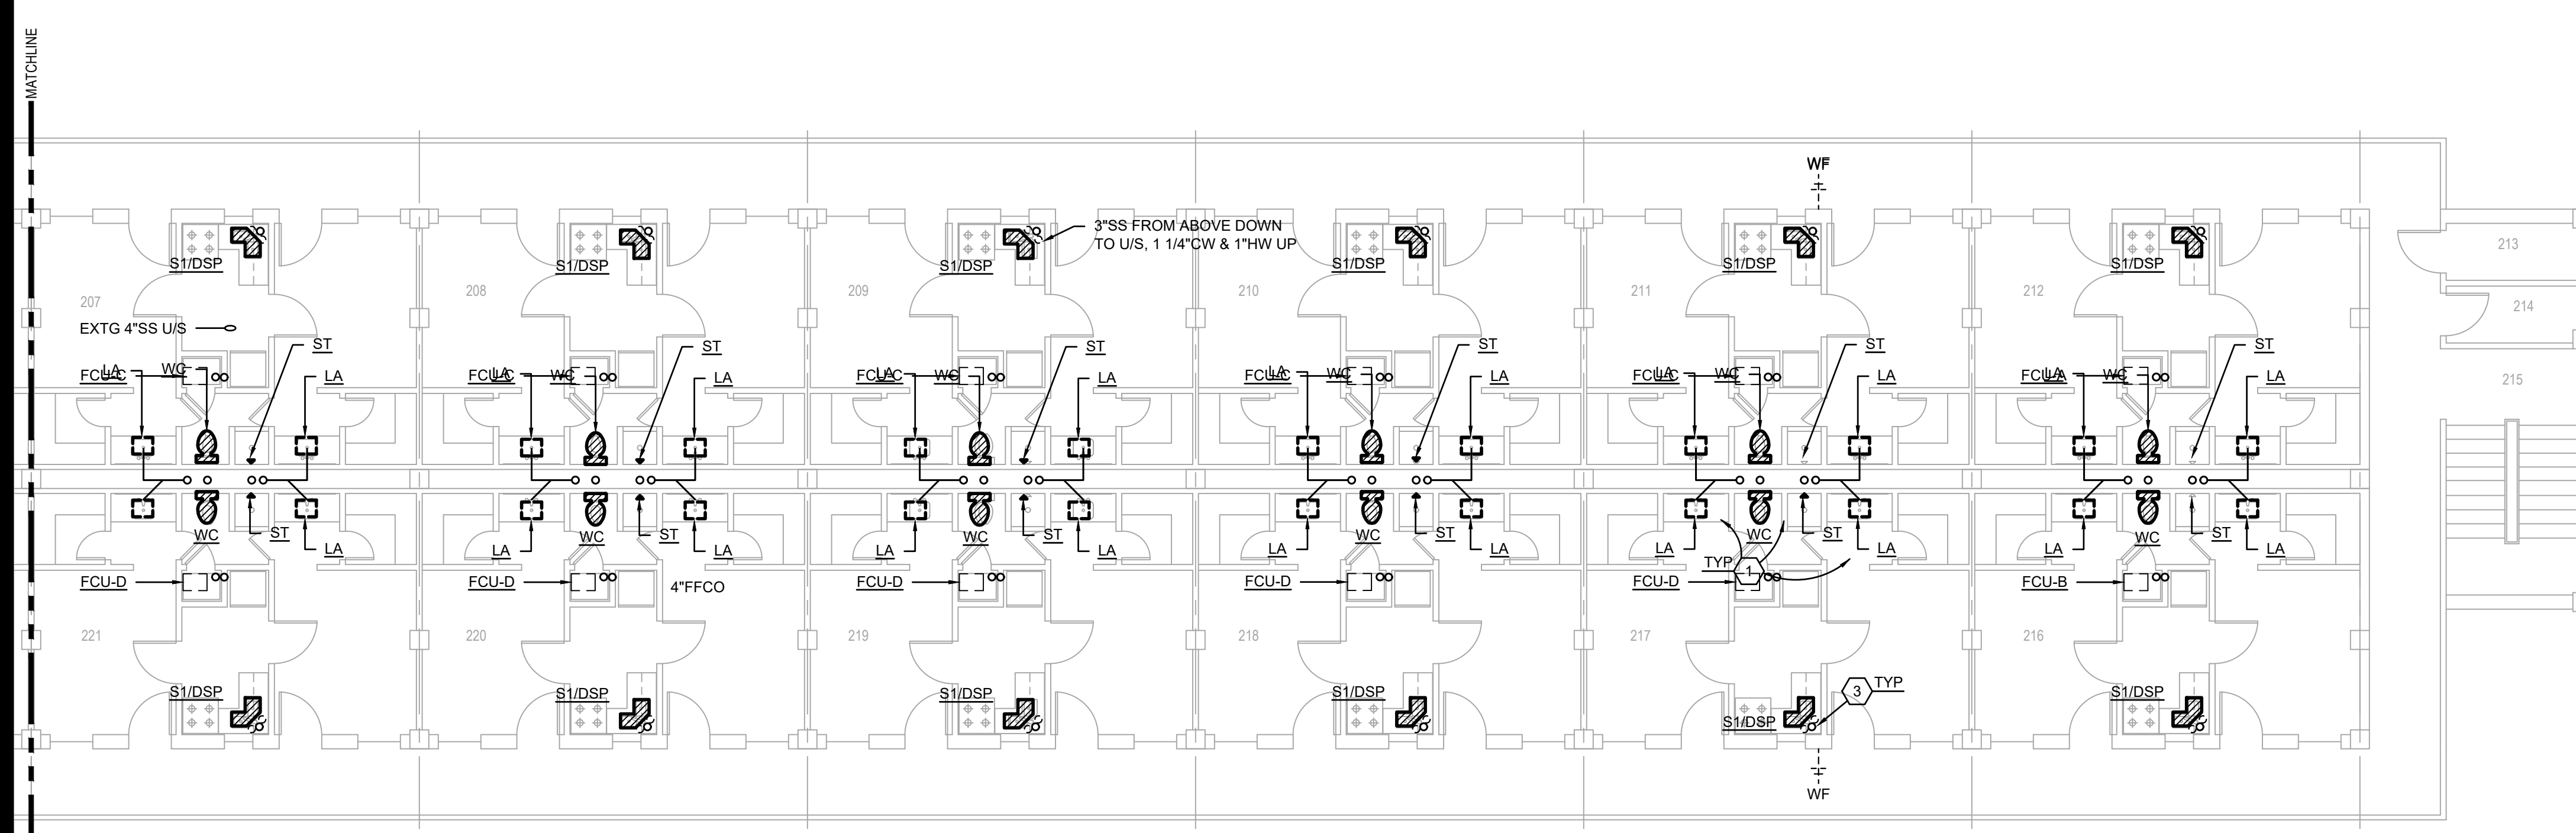 MATCHLINE
WF
3"SS FROM ABOVE DOWN
TO U/S, 1 1/4"CW & 1"HW UP
S1/DSP
S1/DSP
S1/DSP
S1/DSP
S1/DSP
S1/DSP
213
207
208
209
210
211
212
214
EXTG 4"SS U/S
ST
ST
ST
ST
ST
ST
FCU-C
LA
WC
LA
FCU-C
LA
WC
LA
FCU-C
LA
WC
LA
FCU-C
LA
WC
LA
FCU-C
LA
WC
LA
FCU-A
LA
WC
LA
215
WC
ST
LA
LA
WC
ST
LA
LA
WC
ST
LA
LA
WC
ST
LA
LA
WC
ST
LA
LA
WC
ST
LA
TYP
1
FCU-D
FCU-D
4"FFCO
FCU-D
FCU-D
FCU-D
FCU-B
221
220
219
218
217
216
S1/DSP
S1/DSP
S1/DSP
S1/DSP
S1/DSP
S1/DSP
3
TYP
WF